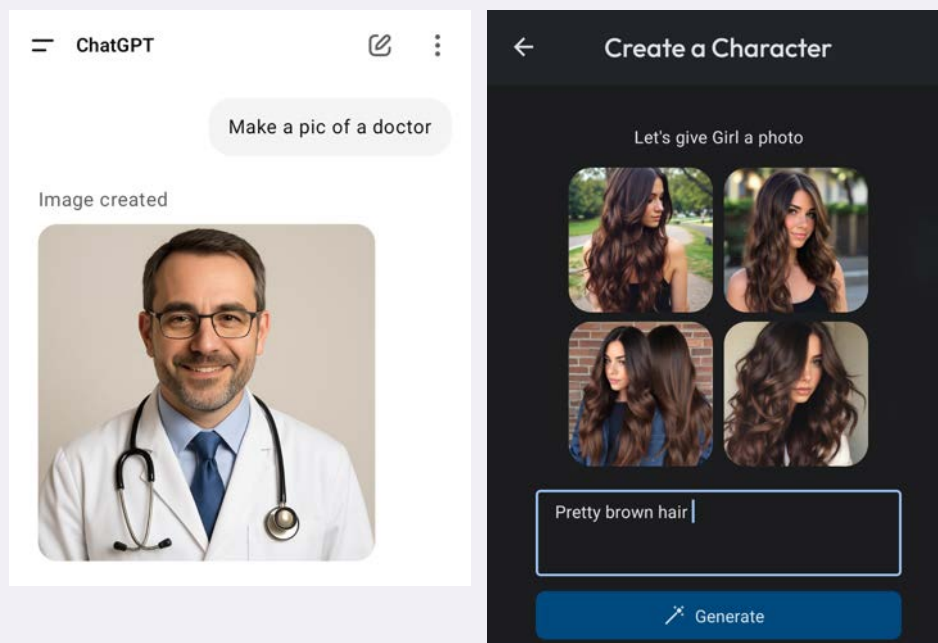 ChatGPT
Make a pic of a doctor
Image created
Create a Character
Let's give Girl a photo
Pretty brown hair
Generate